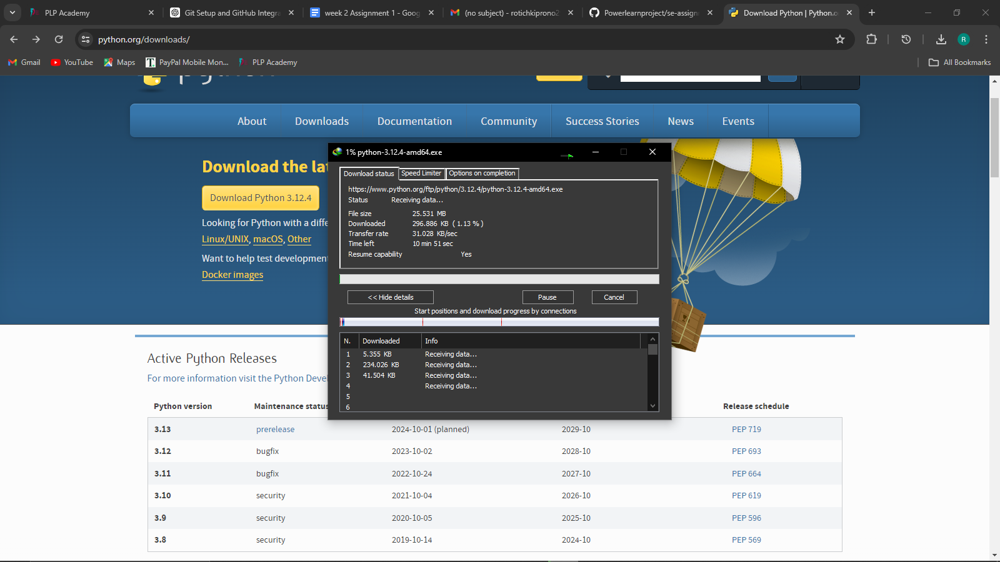 PLP Academy
Git Setup and GitHub Integra
week 2 Assignment 1 - Goog
(no subject) - rotichkiprono2
Powerlearnproject/se-assign
Download Python | Python.o
python.org/downloads/
R
Gmail
YouTube
Maps
PayPal Mobile Mon...
PLP Academy
All Bookmarks
About
Downloads
Documentation
Community
Success Stories
News
Events
Download the lat
Download Python 3.12.4
Looking for Python with a diffe
Linux/UNIX, macOS, Other
Want to help test development
Docker images
1% python-3.12.4-amd64.exe
Download status
Speed Limiter
Options on completion
https://www.python.org/ftp/python/3.12.4/python-3.12.4-amd64.exe
Status Receiving data...
File size 25.531 MB
Downloaded 296.886 KB ( 1.13 % )
Transfer rate 31.028 KB/sec
Time left 10 min 51 sec
Resume capability Yes
<< Hide details
Pause
Cancel
Start positions and download progress by connections
N. Downloaded Info
1 5.355 KB Receiving data...
2 234.026 KB Receiving data...
3 41.504 KB Receiving data...
4 Receiving data...
5
6
Active Python Releases
For more information visit the Python Deve
Python version Maintenance status Release schedule
3.13 prerelease 2024-10-01 (planned) 2029-10 PEP 719
3.12 bugfix 2023-10-02 2028-10 PEP 693
3.11 bugfix 2022-10-24 2027-10 PEP 664
3.10 security 2021-10-04 2026-10 PEP 619
3.9 security 2020-10-05 2025-10 PEP 596
3.8 security 2019-10-14 2024-10 PEP 569